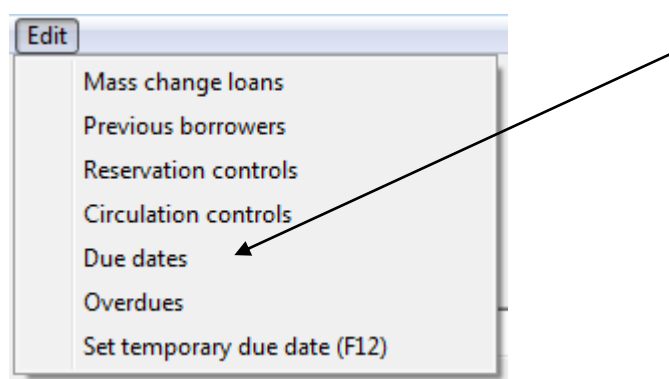 Edit
Mass change loans
Previous borrowers
Reservation controls
Circulation controls
Due dates
Overdues
Set temporary due date (F12)